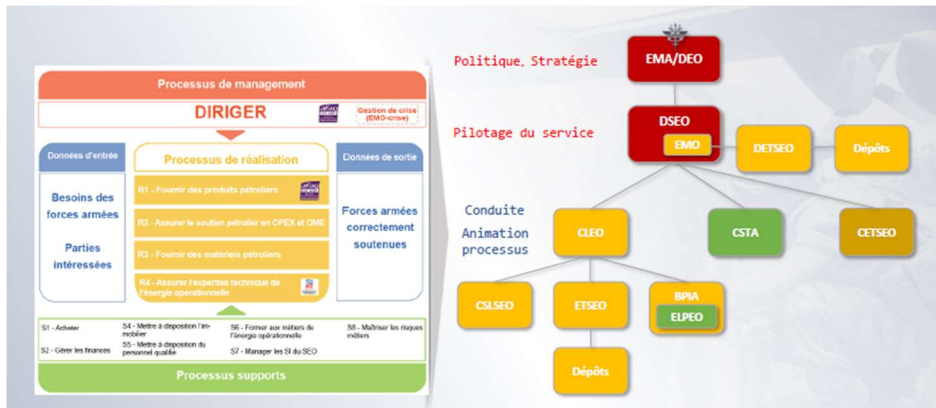 Processus de management
DIRIGER
Gestion de crise
(EMO-crise)
Données d'entrée
Besoins des
forces armées
Parties
intéressées
Processus de réalisation
R1 - Fournir des produits pétroliers
R2 - Assurer le soutien pétrolier en OPEX et OME
R3 - Fournir des matériels pétroliers
R4 - Assurer l'expertise technique de
l'énergie opérationnelle
Données de sortie
Forces armées
correctement
soutenues
S1 - Acheter
S2 - Gérer les finances
S4 - Mettre à disposition l'im-
mobilier
S5 - Mettre à disposition du
personnel qualifié
S6 - Former aux métiers de
l'énergie opérationnelle
S7 - Manager les SI du SEO
S8 - Maîtriser les risques
métiers
Processus supports
Politique, Stratégie
EMA/DEO
Pilotage du service
DSEO
EMO
DETSEO
Dépôts
Conduite
Animation
processus
CLEO
CSTA
CETSEO
CSLSEO
ETSEO
BPIA
ELPEO
Dépôts